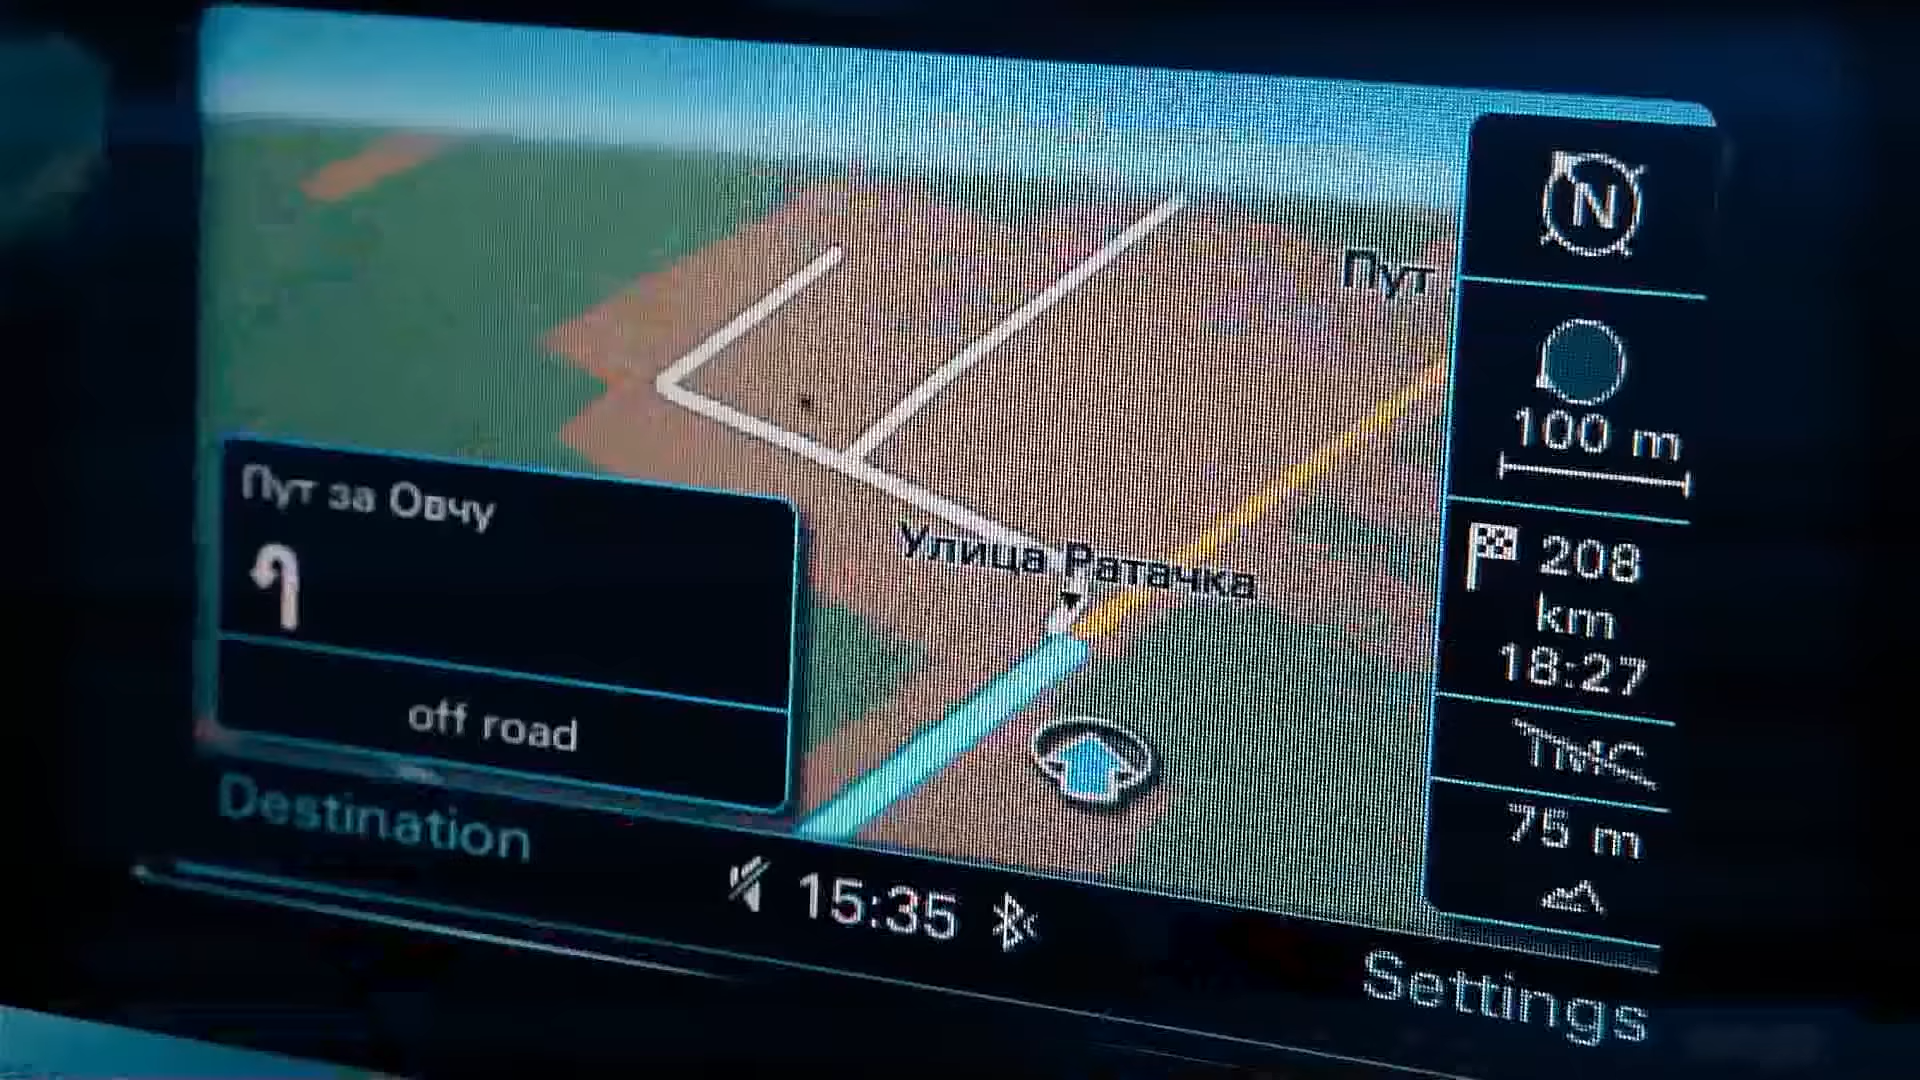 N
Пут
100 m
Пут за Овчу
Улица Ратачка
208
km
18:27
off road
TMC
75 m
Destination
15:35
Settings